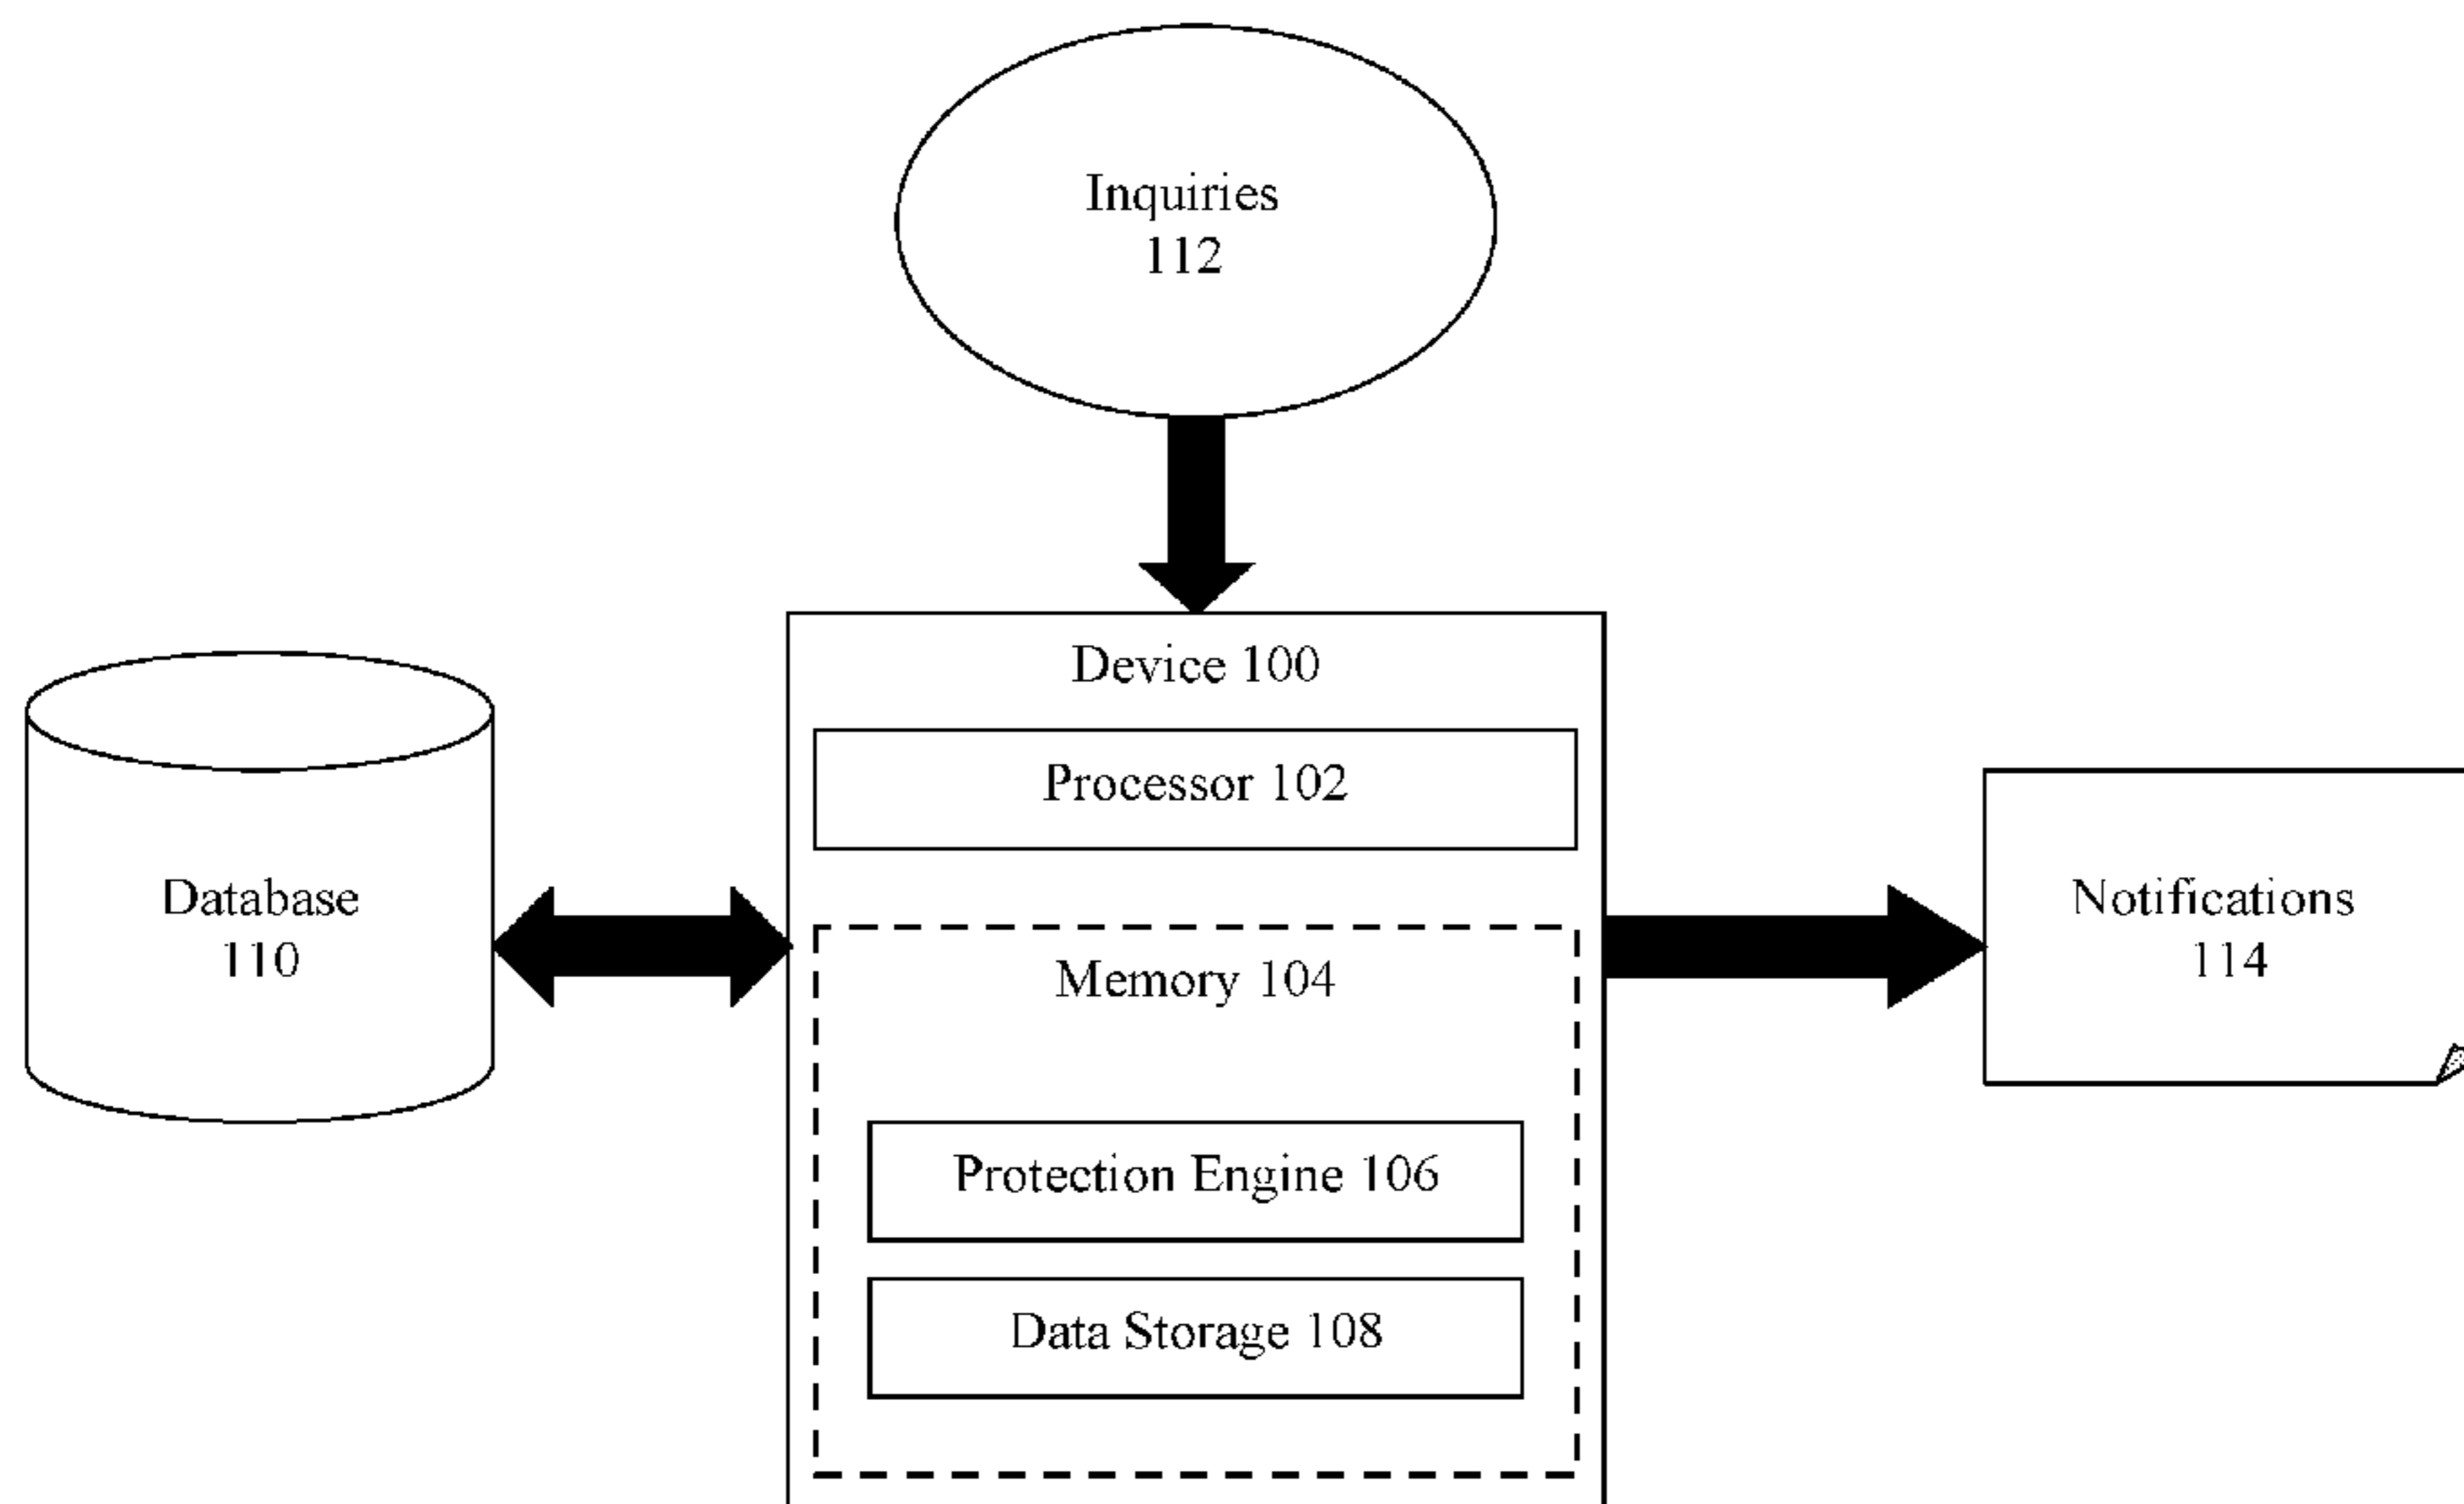 Inquiries
112
Device 100
Processor 102
Database
110
Memory 104
Notifications
114
Protection Engine 106
Data Storage 108